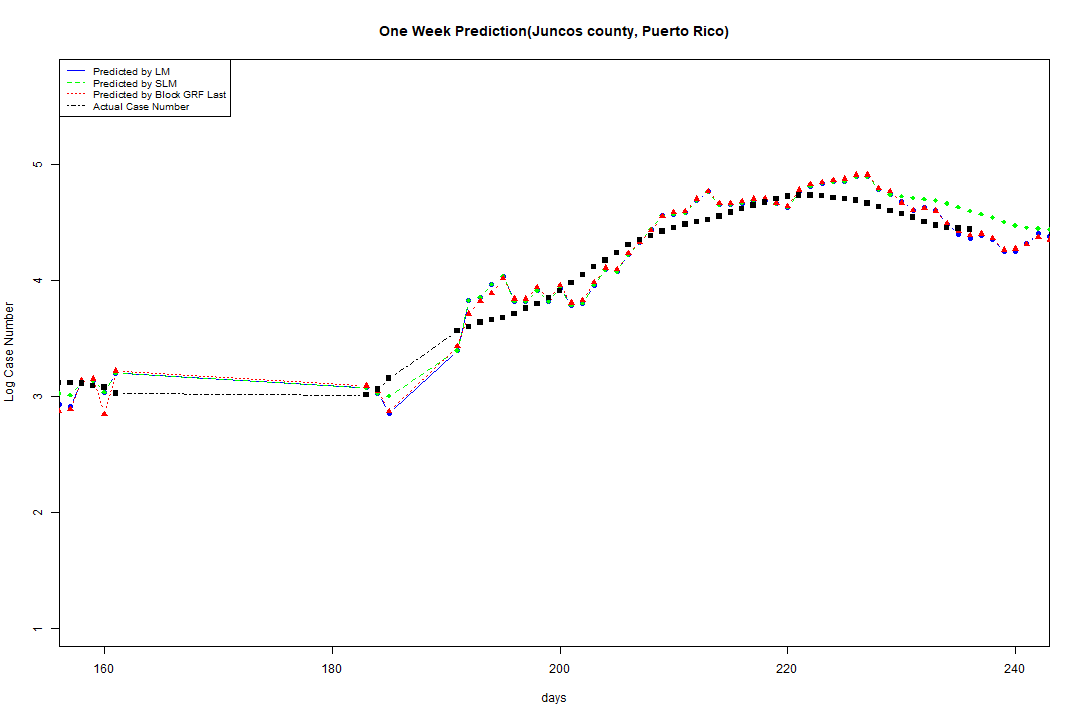 One Week Prediction(Juncos county, Puerto Rico)
Predicted by LM
Predicted by SLM
Predicted by Block GRF Last
Actual Case Number
5
4
3
2
1
Log Case Number
160
180
200
220
240
days